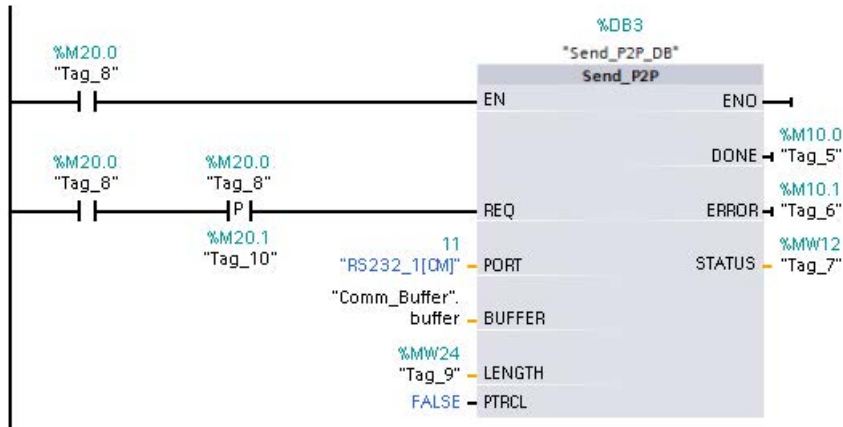 %DB3
"Send_P2P_DB"
Send_P2P
%M20.0
"Tag_8"
EN
ENO
%M10.0
DONE
"Tag_5"
%M20.0
%M20.0
"Tag_8"
"Tag_8"
%M10.1
P
REQ
ERROR
"Tag_6"
%M20.1
"Tag_10"
11
"RS232_1[CM]"
PORT
%MW12
STATUS
"Tag_7"
"Comm_Buffer".
buffer
BUFFER
%MW24
"Tag_9"
LENGTH
FALSE
PTRCL